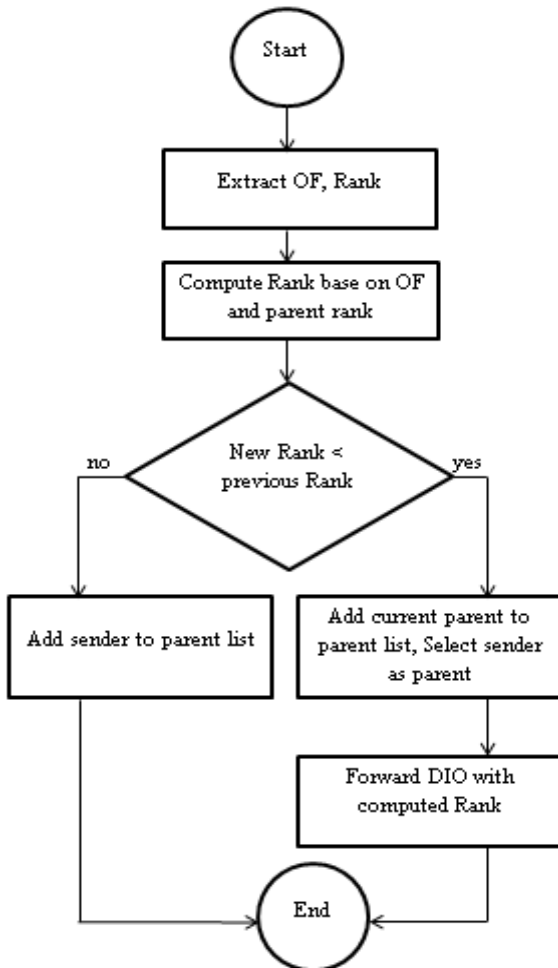 Start
Extract OF, Rank
Compute Rank base on OF
and parent rank
New Rank <
previous Rank
no
yes
Add sender to parent list
Add current parent to
parent list, Select sender
as parent
Forward DIO with
computed Rank
End